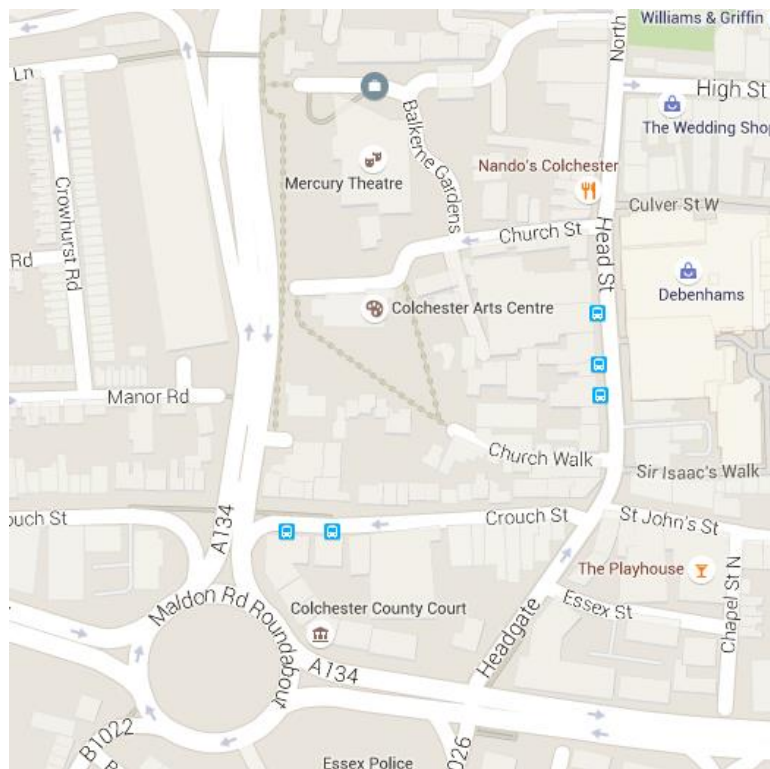 Williams & Griffin
North
Ln
High St
The Wedding Shop
Balkerne Gardens
Mercury Theatre
Nando's Colchester
Crowhurst Rd
Culver St W
Church St
Head St
Rd
Debenhams
Colchester Arts Centre
Manor Rd
Church Walk
Sir Isaac's Walk
ouch St
A134
Crouch St
St John's St
The Playhouse
Chapel St N
Maldon Rd Roundabout
Colchester County Court
Essex St
Headgate
A134
B1022
026
Essex Police